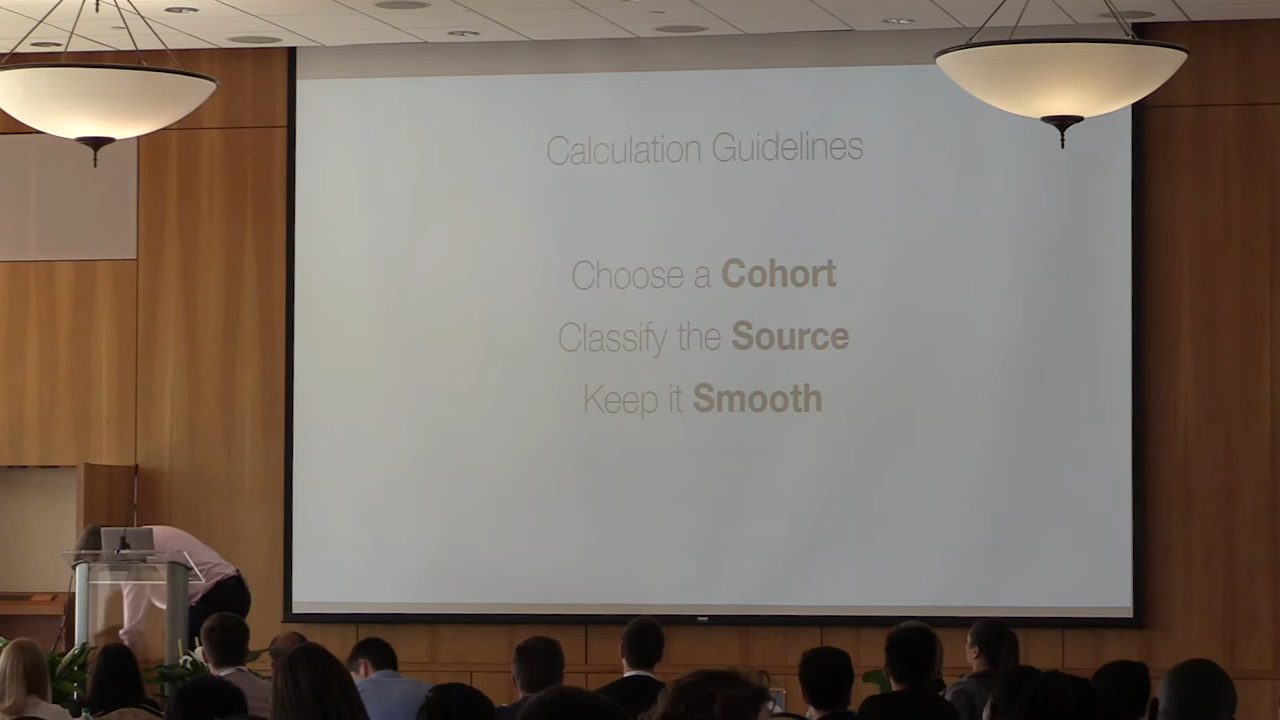 Calculation Guidelines
Choose a Cohort
Classify the Source
Keep it Smooth